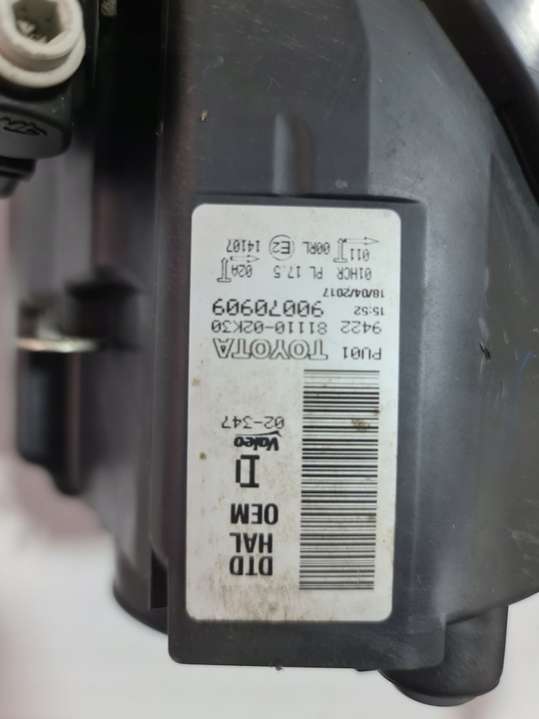 DTD
HAL
OEM
D
Valeo
02-347
PU01 TOYOTA
9422 81110-02K30
15:52 90070909
18/04/2017
01HCR PL 17.5 02A
011 00RL E2 14107